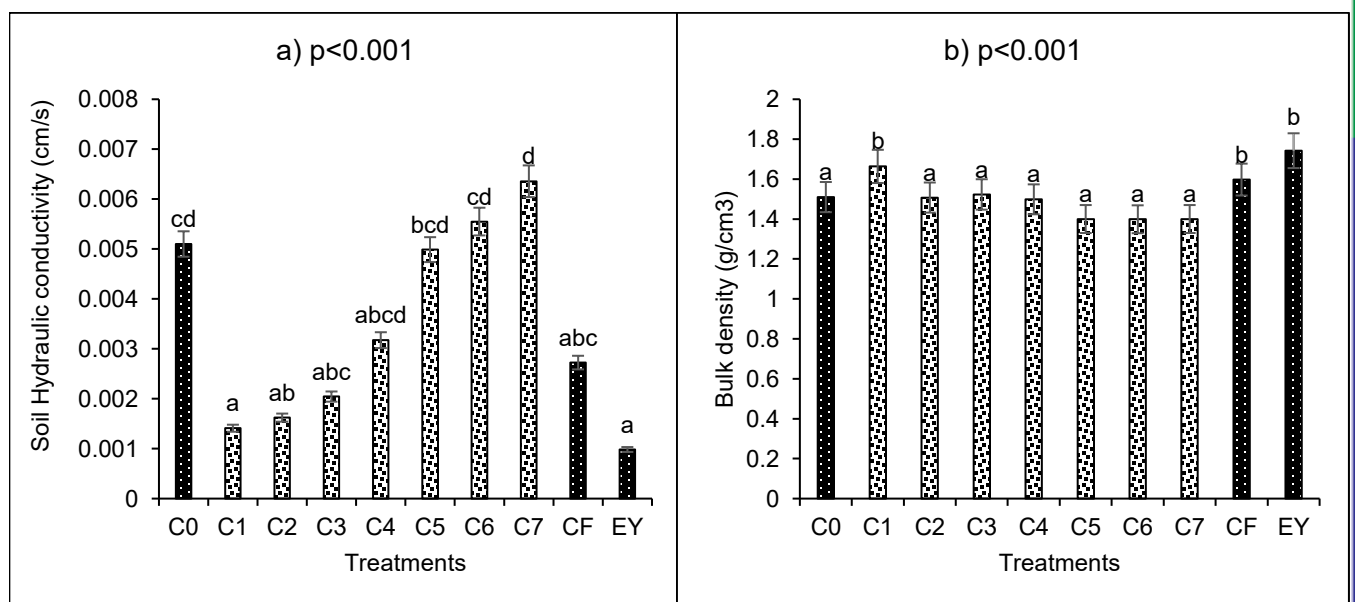 a) p<0.001
Soil Hydraulic conductivity (cm/s)
0.008
0.007
0.006
0.005
0.004
0.003
0.002
0.001
0
cd
a
ab
abc
abcd
bcd
cd
d
abc
a
C0 C1 C2 C3 C4 C5 C6 C7 CF EY
Treatments
b) p<0.001
Bulk density (g/cm3)
2
1.8
1.6
1.4
1.2
1
0.8
0.6
0.4
0.2
0
a
b
a
a
a
a
a
a
b
b
C0 C1 C2 C3 C4 C5 C6 C7 CF EY
Treatments